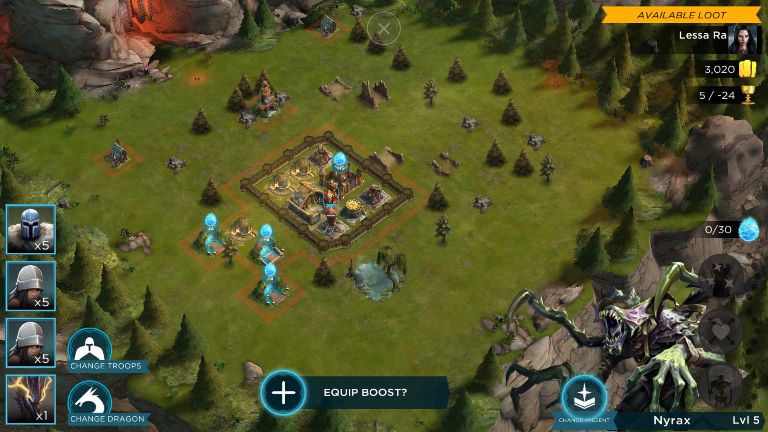 AVAILABLE LOOT
Lessa Ra
3,020
5 / -24
0/30
x5
x5
x5
CHANGE TROOPS
x1
CHANGE DRAGON
EQUIP BOOST?
CHANGE ANCIENT
Nyrax
Lvl 5